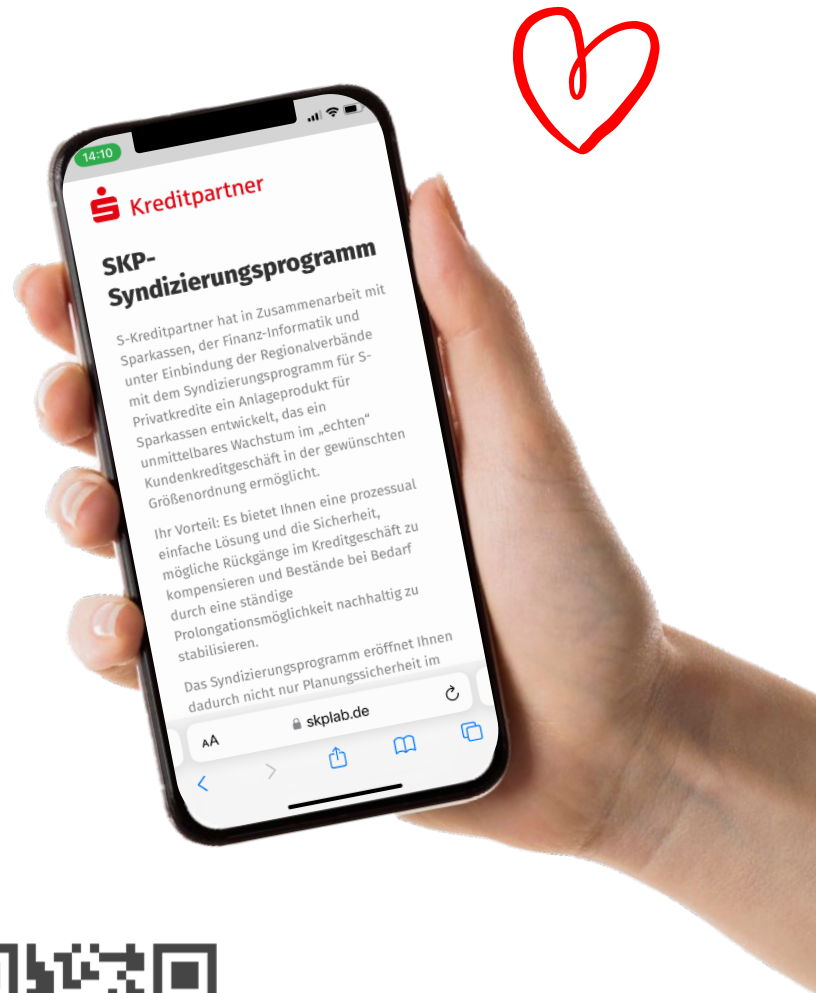 14:10
Kreditpartner
SKP-
Syndizierungsprogramm
S-Kreditpartner hat in Zusammenarbeit mit
Sparkassen, der Finanz-Informatik und
unter Einbindung der Regionalverbände
mit dem Syndizierungsprogramm für S-
Privatkredite ein Anlageprodukt für
Sparkassen entwickelt, das ein
unmittelbares Wachstum im „echten“
Kundenkreditgeschäft in der gewünschten
Größenordnung ermöglicht.
Ihr Vorteil: Es bietet Ihnen eine prozessual
einfache Lösung und die Sicherheit,
mögliche Rückgänge im Kreditgeschäft zu
kompensieren und Bestände bei Bedarf
durch eine ständige
Prolongationsmöglichkeit nachhaltig zu
stabilisieren.
Das Syndizierungsprogramm eröffnet Ihnen
dadurch nicht nur Planungssicherheit im
AA skplab.de